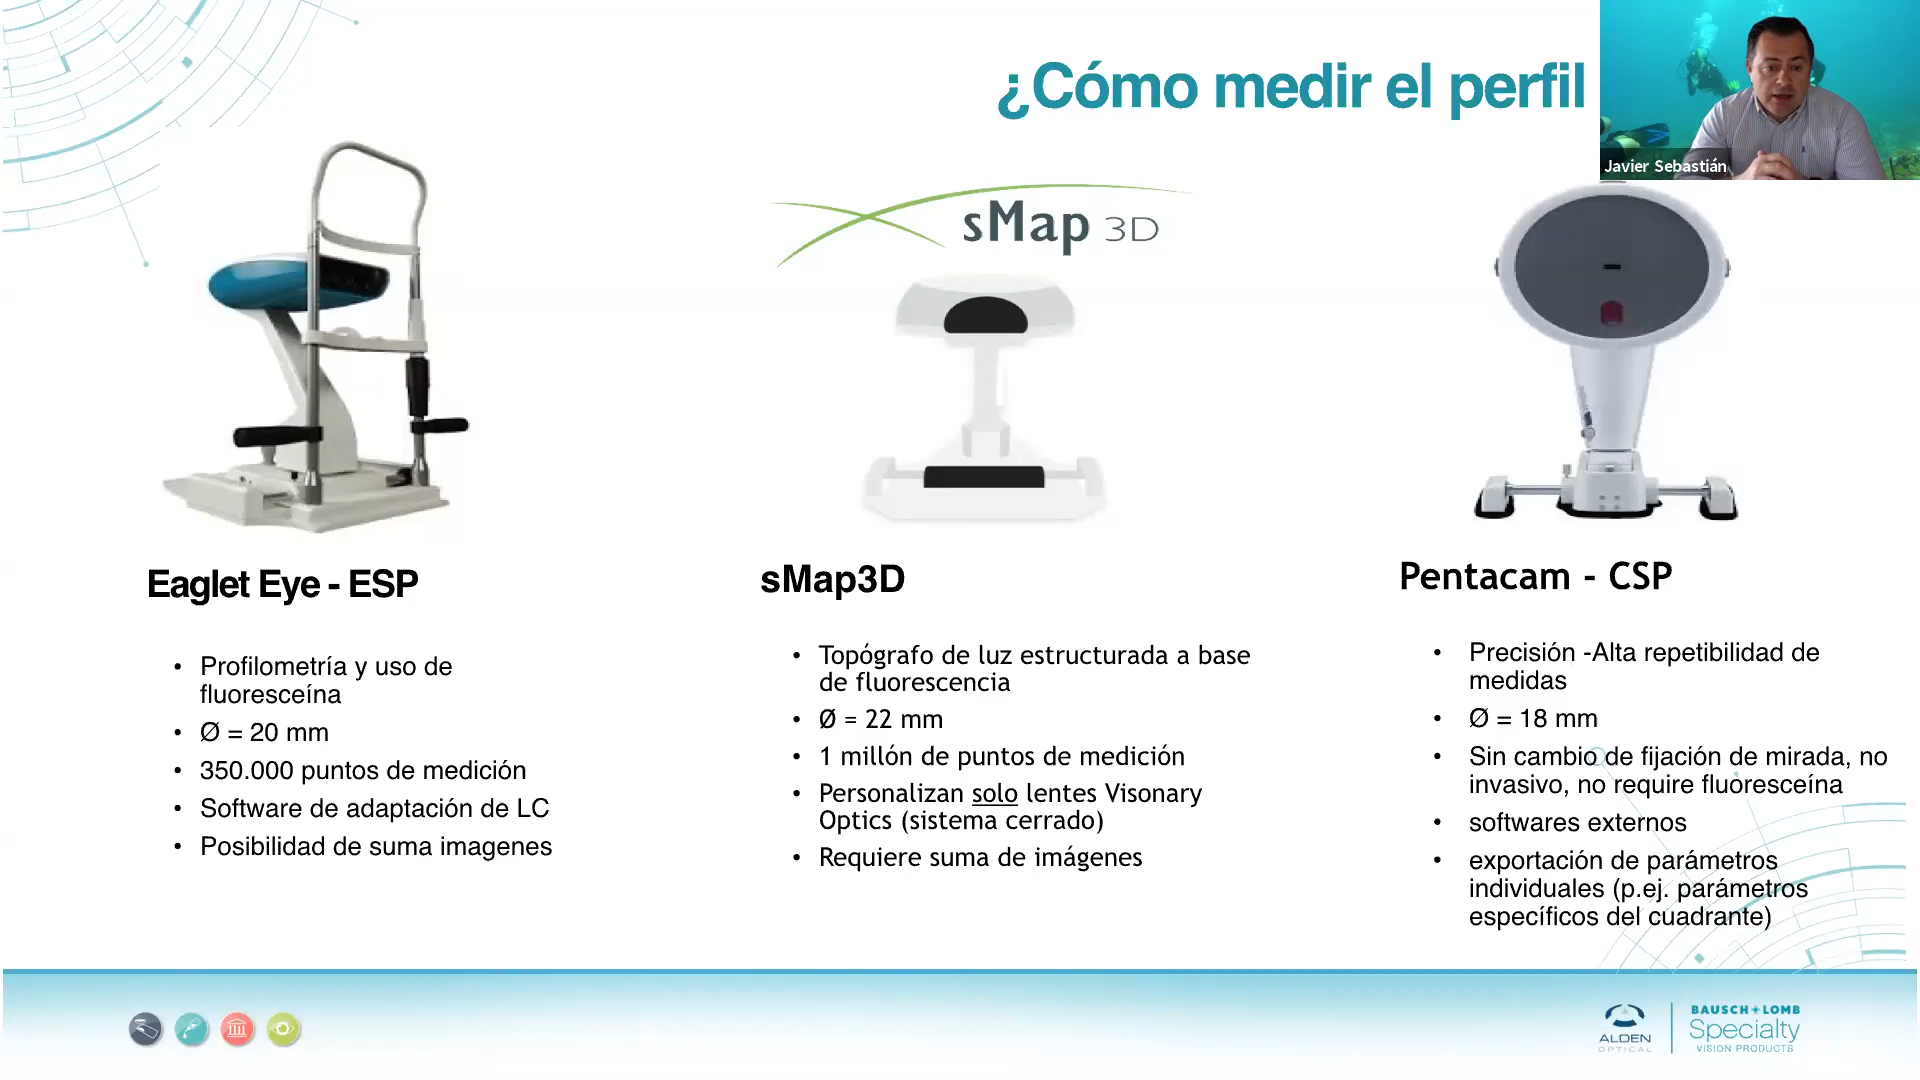 ¿Cómo medir el perfil
Javier Sebastián
sMap 3D
Eaglet Eye - ESP
• Profilometría y uso de
fluoresceína
• Ø = 20 mm
• 350.000 puntos de medición
• Software de adaptación de LC
• Posibilidad de suma imagenes
sMap3D
• Topógrafo de luz estructurada a base
de fluorescencia
• Ø = 22 mm
• 1 millón de puntos de medición
• Personalizan solo lentes Visonary
Optics (sistema cerrado)
• Requiere suma de imágenes
Pentacam - CSP
• Precisión -Alta repetibilidad de
medidas
• Ø = 18 mm
• Sin cambio de fijación de mirada, no
invasivo, no require fluoresceína
• softwares externos
• exportación de parámetros
individuales (p.ej. parámetros
específicos del cuadrante)
ALDEN
OPTICAL
BAUSCH + LOMB
Specialty
VISION PRODUCTS